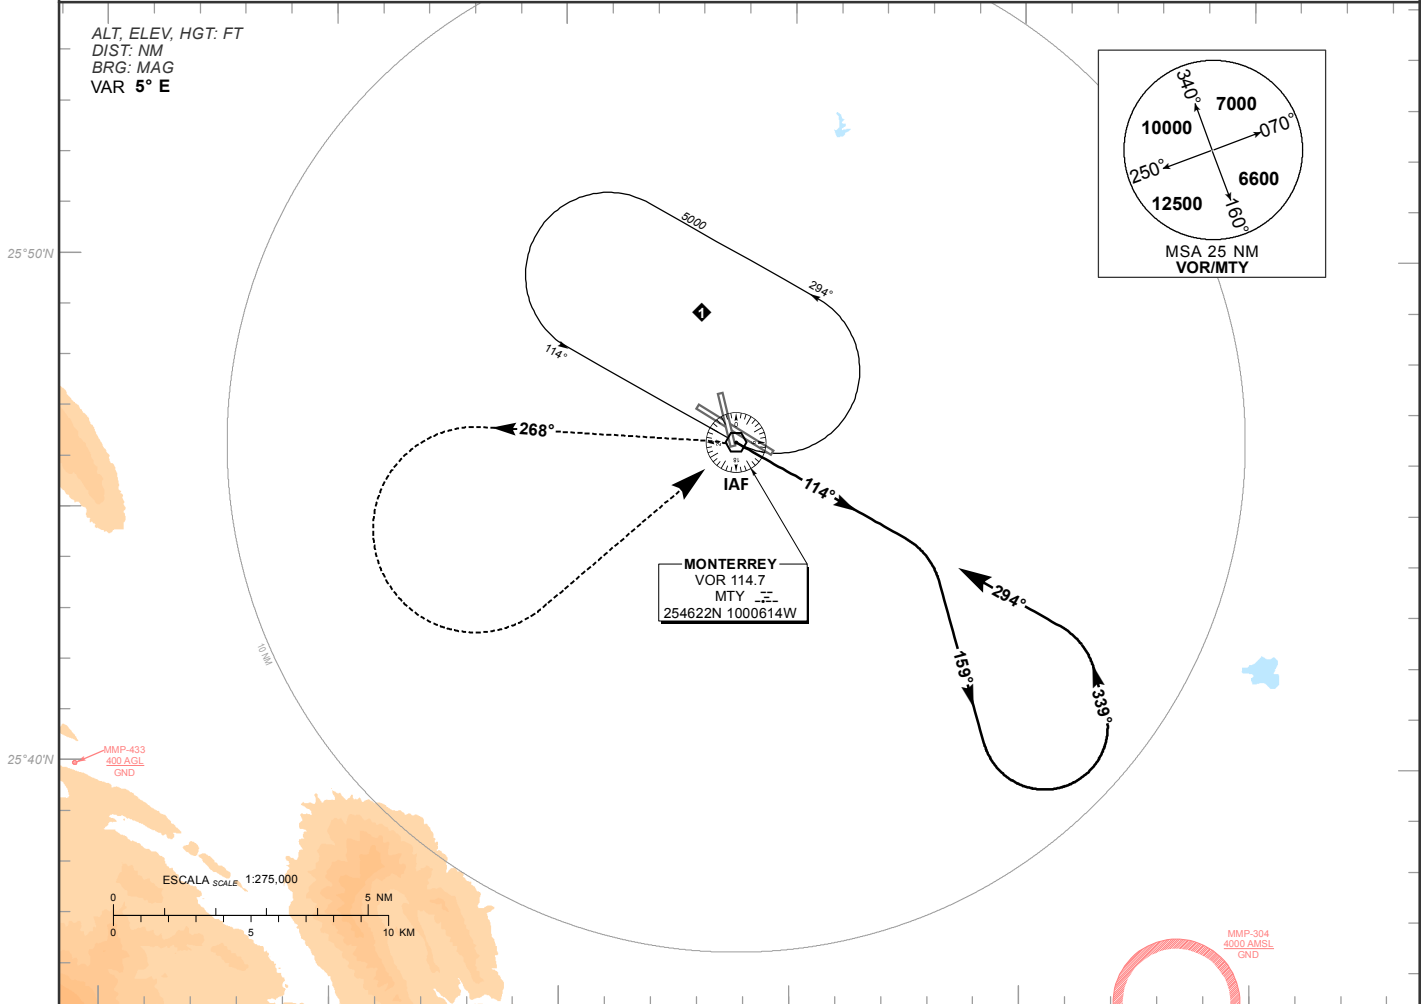 ALT, ELEV, HGT: FT
DIST: NM
BRG: MAG
VAR 5° E
340°
7000
10000
070°
250°
6600
12500
160°
MSA 25 NM
VOR/MTY
25°50'N
5000
294°
1
114°
268°
IAF
114°
MONTERREY
VOR 114.7
MTY
254622N 1000614W
294°
159°
339°
10 NM
25°40'N
MMP-433
400 AGL
GND
ESCALA SCALE 1:275,000
0 5 NM
0 5 10 KM
MMP-304
4000 AMSL
GND